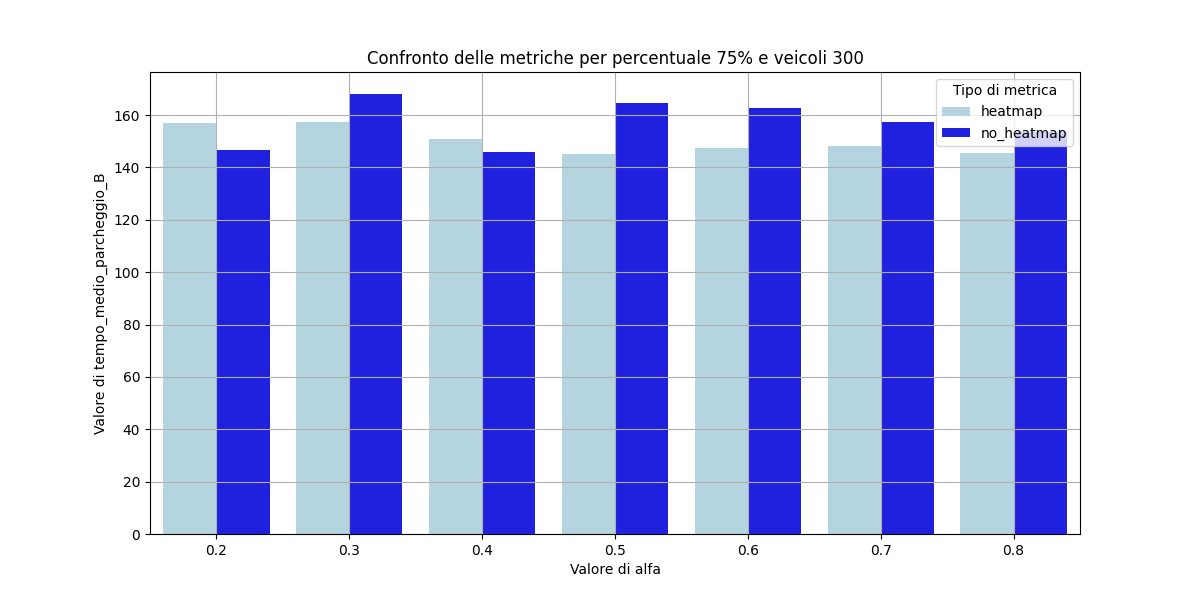 Confronto delle metriche per percentuale 75% e veicoli 300
Tipo di metrica
heatmap
no_heatmap
Valore di tempo_medio_parcheggio_B
160
140
120
100
80
60
40
20
0
0.2 0.3 0.4 0.5 0.6 0.7 0.8
Valore di alfa